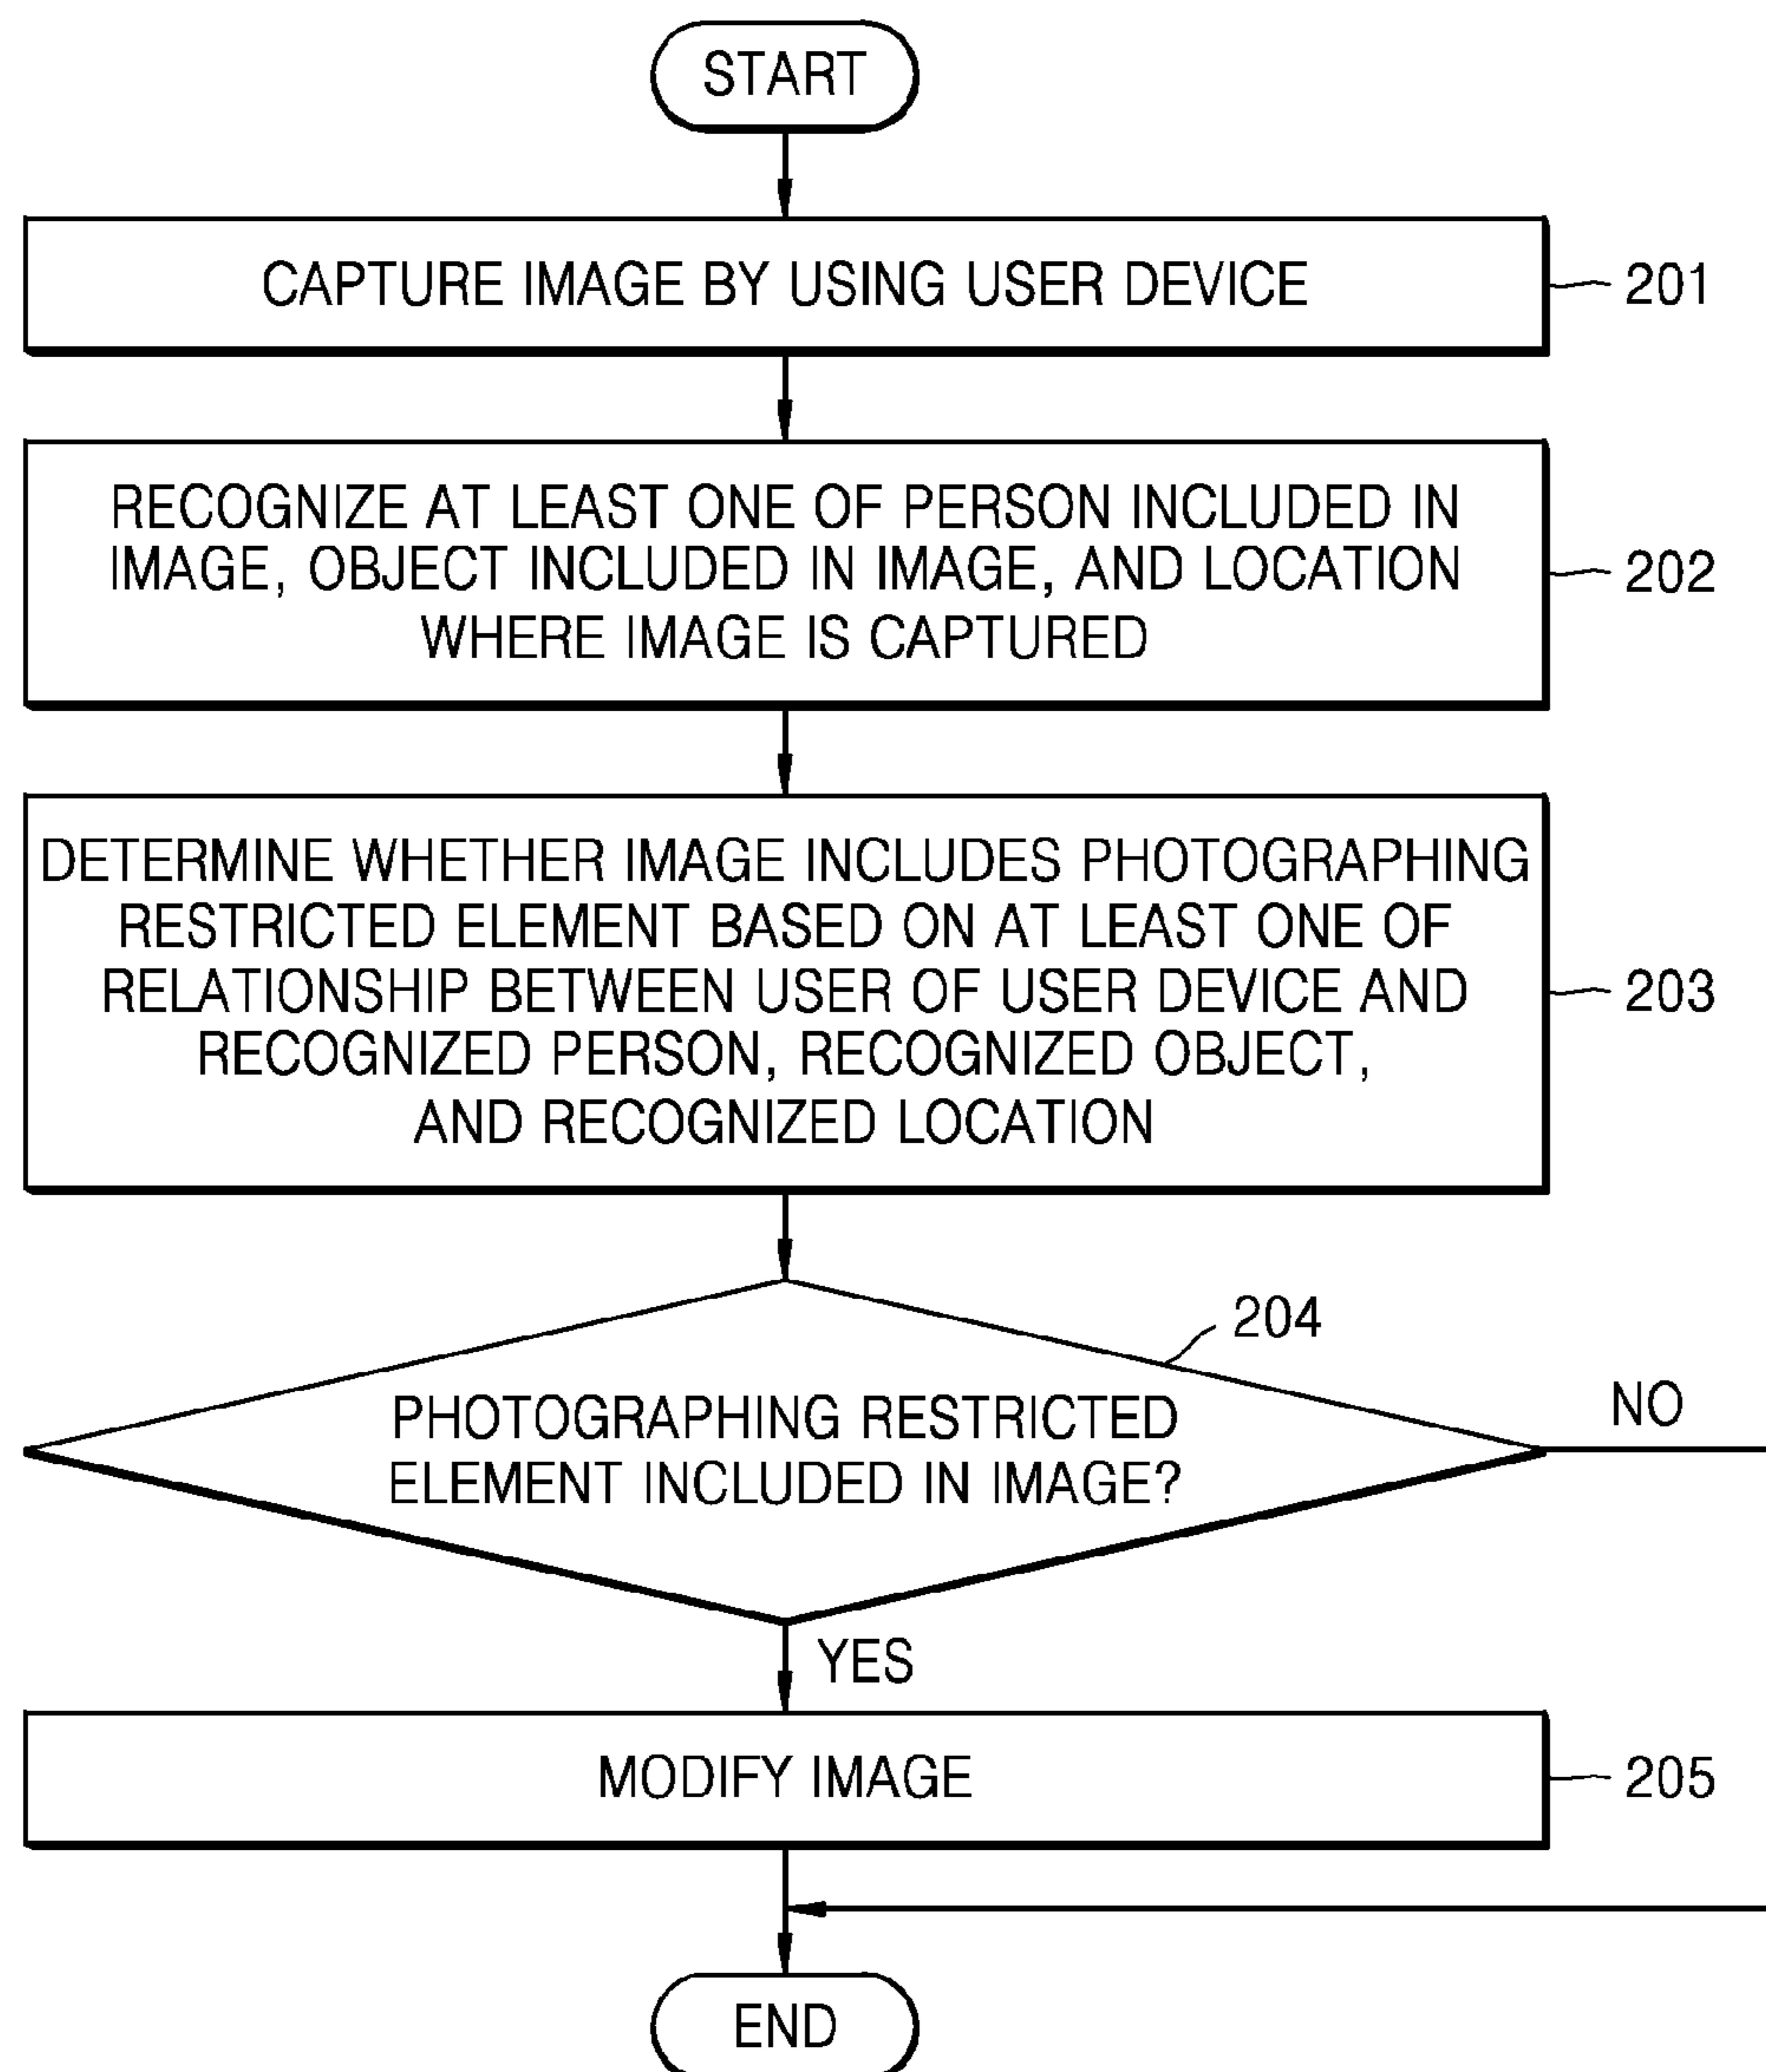 START
CAPTURE IMAGE BY USING USER DEVICE
201
RECOGNIZE AT LEAST ONE OF PERSON INCLUDED IN
IMAGE, OBJECT INCLUDED IN IMAGE, AND LOCATION
WHERE IMAGE IS CAPTURED
202
DETERMINE WHETHER IMAGE INCLUDES PHOTOGRAPHING
RESTRICTED ELEMENT BASED ON AT LEAST ONE OF
RELATIONSHIP BETWEEN USER OF USER DEVICE AND
RECOGNIZED PERSON, RECOGNIZED OBJECT,
AND RECOGNIZED LOCATION
203
204
PHOTOGRAPHING RESTRICTED
ELEMENT INCLUDED IN IMAGE?
NO
YES
MODIFY IMAGE
205
END